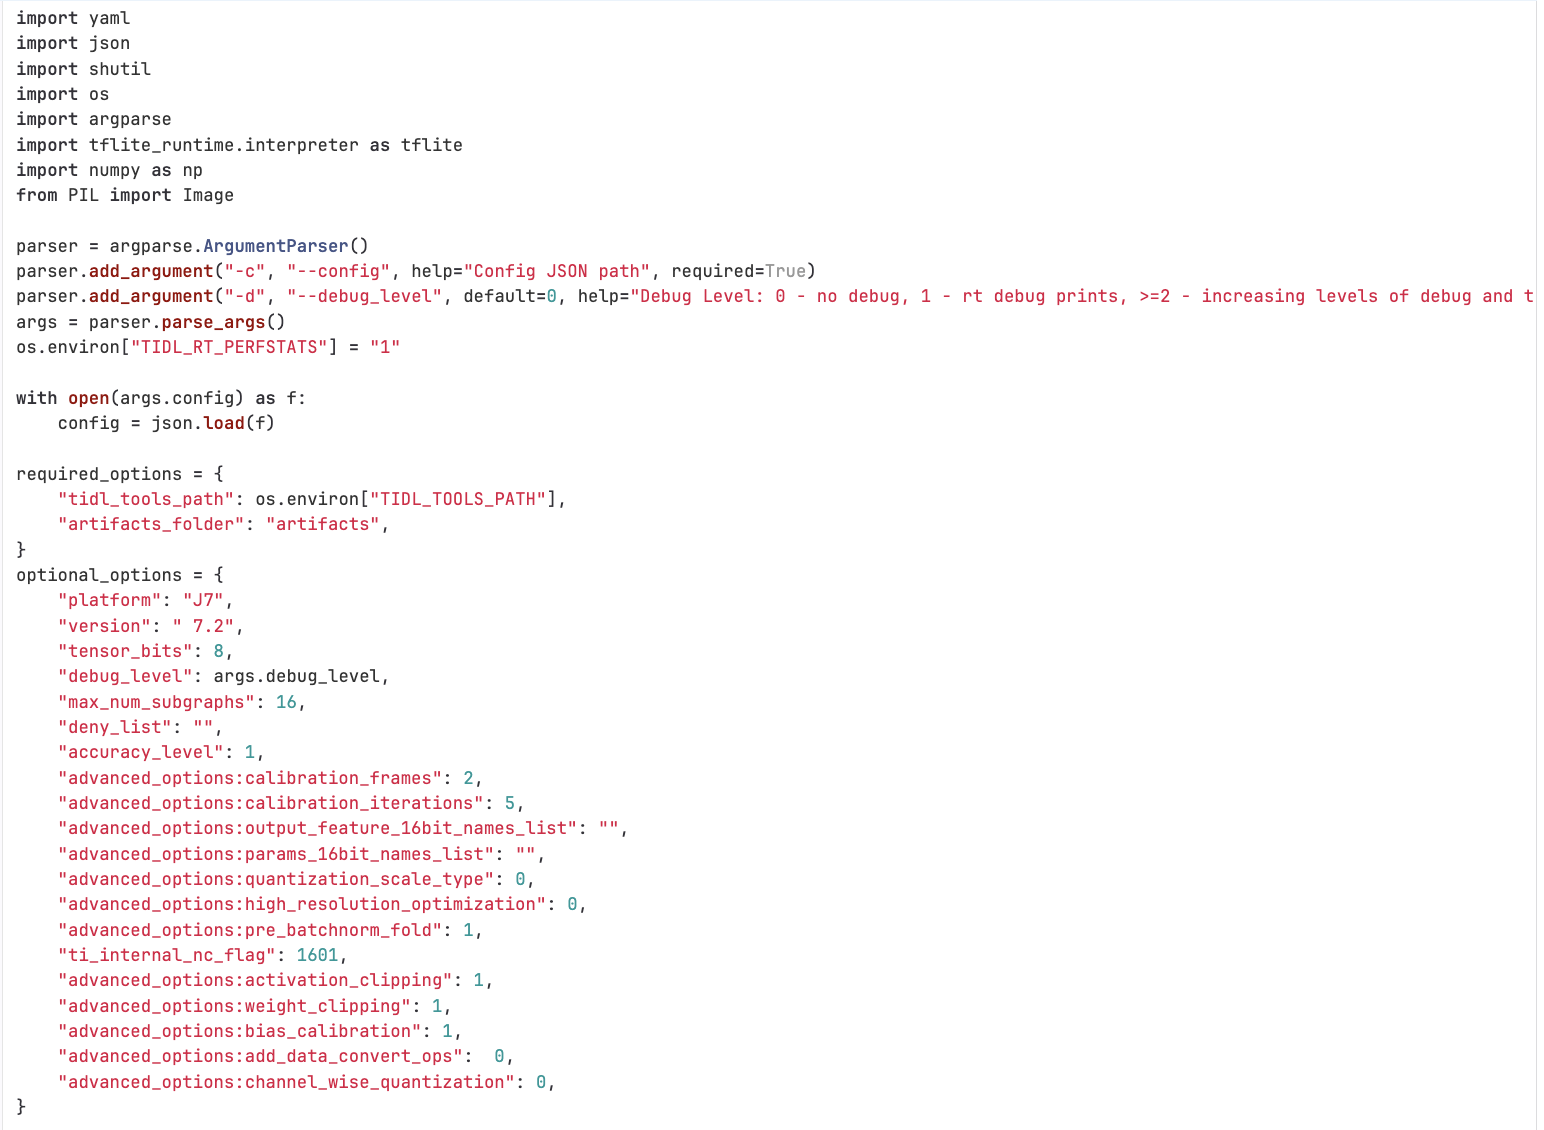 import yaml
import json
import shutil
import os
import argparse
import tflite_runtime.interpreter as tflite
import numpy as np
from PIL import Image

parser = argparse.ArgumentParser()
parser.add_argument("-c", "--config", help="Config JSON path", required=True)
parser.add_argument("-d", "--debug_level", default=0, help="Debug Level: 0 - no debug, 1 - rt debug prints, >=2 - increasing levels of debug and t
args = parser.parse_args()
os.environ["TIDL_RT_PERFSTATS"] = "1"

with open(args.config) as f:
    config = json.load(f)

required_options = {
    "tidl_tools_path": os.environ["TIDL_TOOLS_PATH"],
    "artifacts_folder": "artifacts",
}
optional_options = {
    "platform": "J7",
    "version": " 7.2",
    "tensor_bits": 8,
    "debug_level": args.debug_level,
    "max_num_subgraphs": 16,
    "deny_list": "",
    "accuracy_level": 1,
    "advanced_options:calibration_frames": 2,
    "advanced_options:calibration_iterations": 5,
    "advanced_options:output_feature_16bit_names_list": "",
    "advanced_options:params_16bit_names_list": "",
    "advanced_options:quantization_scale_type": 0,
    "advanced_options:high_resolution_optimization": 0,
    "advanced_options:pre_batchnorm_fold": 1,
    "ti_internal_nc_flag": 1601,
    "advanced_options:activation_clipping": 1,
    "advanced_options:weight_clipping": 1,
    "advanced_options:bias_calibration": 1,
    "advanced_options:add_data_convert_ops":  0,
    "advanced_options:channel_wise_quantization": 0,
}